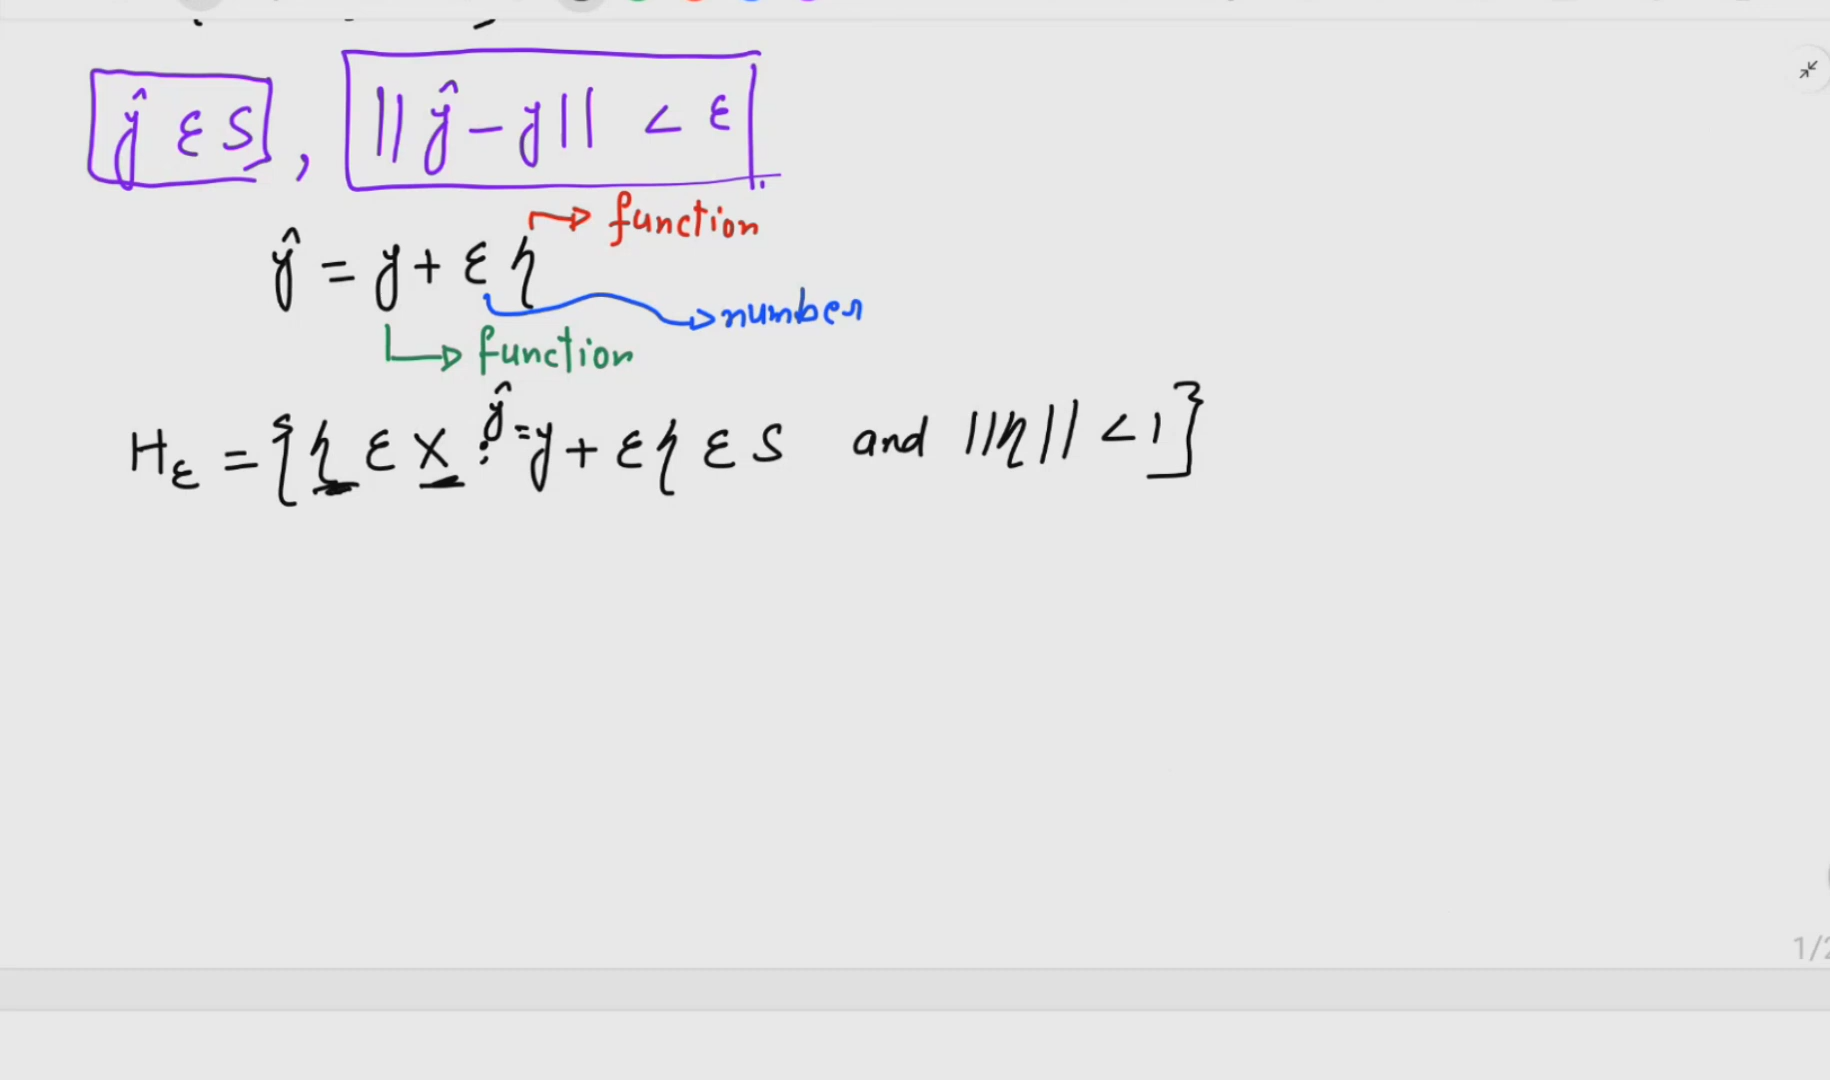 ŷ ε S, ||ŷ - y|| < ε.
function
ŷ = y + ε η
number
function
H_ε = {η ε X : ŷ = y + ε η ε S and ||η|| < 1}
1/2